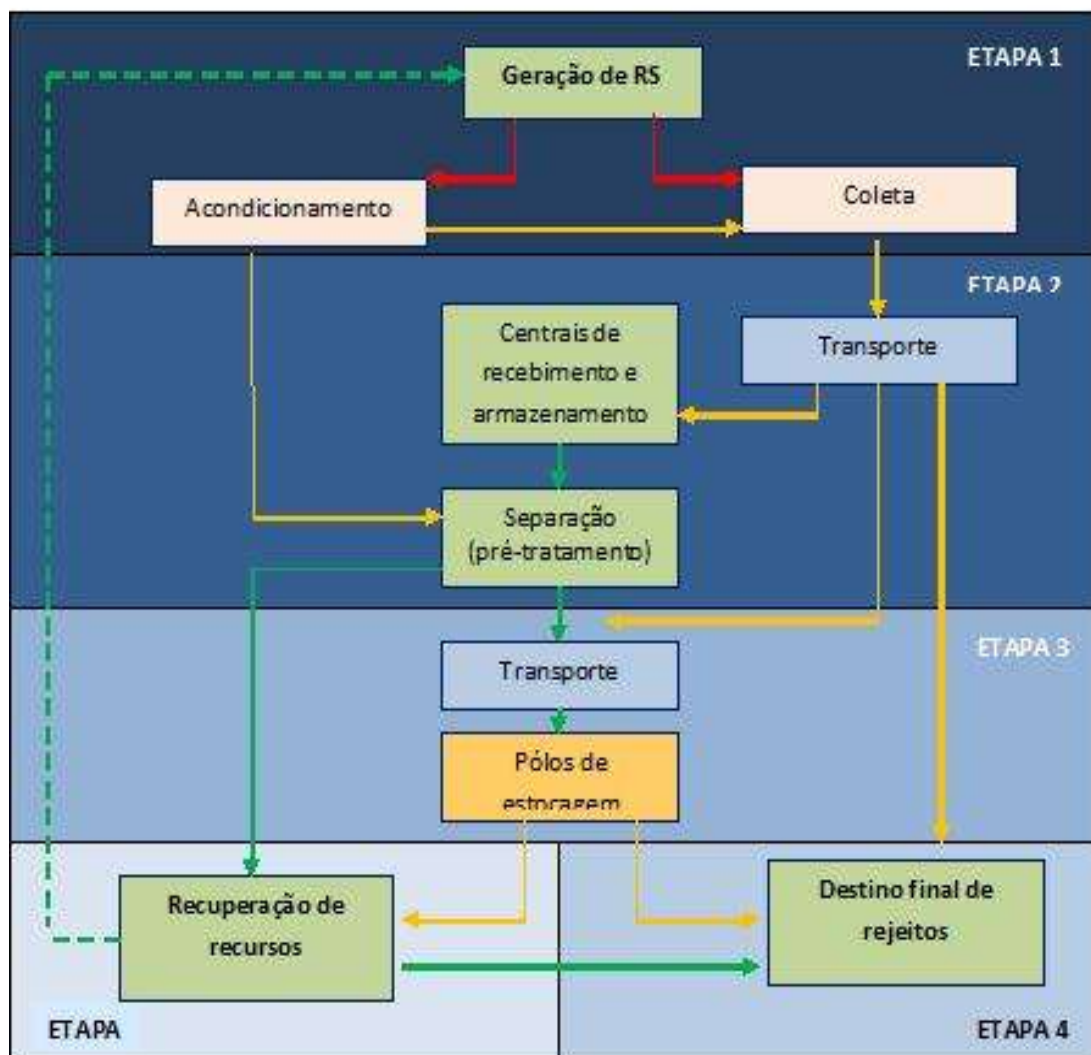 ETAPA 1
Geração de RS
Acondicionamento
Coleta
ETAPA 2
Centrais de
recebimento e
armazenamento
Transporte
Separação
(pré-tratamento)
ETAPA 3
Transporte
Pólos de
estocagem
Recuperação de
recursos
Destino final de
rejeitos
ETAPA
ETAPA 4